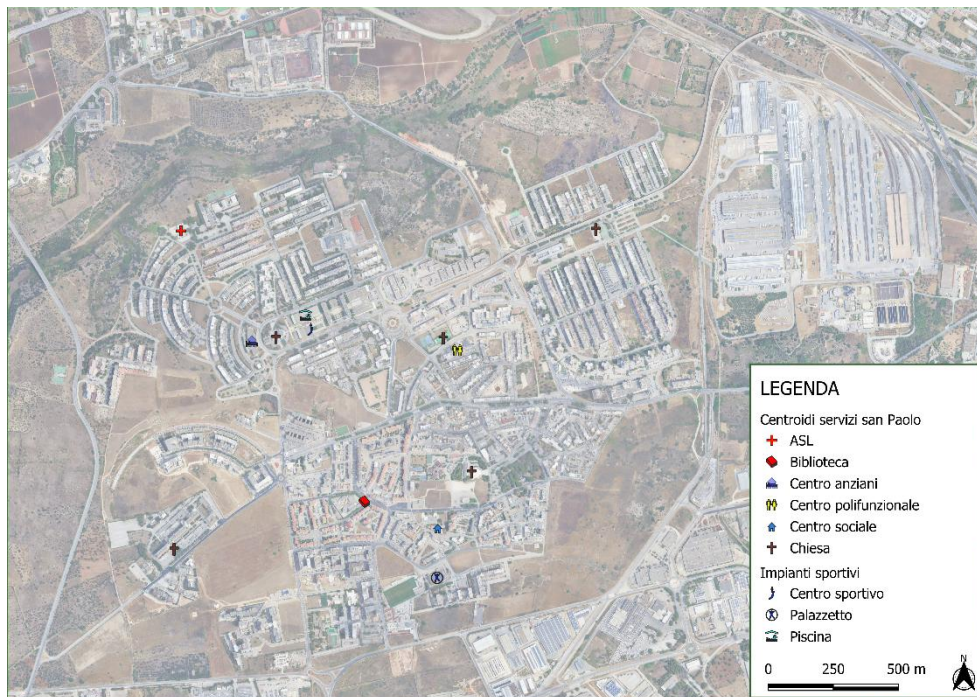 LEGENDA
Centroidi servizi san Paolo
ASL
Biblioteca
Centro anziani
Centro polifunzionale
Centro sociale
Chiesa
Impianti sportivi
Centro sportivo
Palazzetto
Piscina
0 250 500 m
N